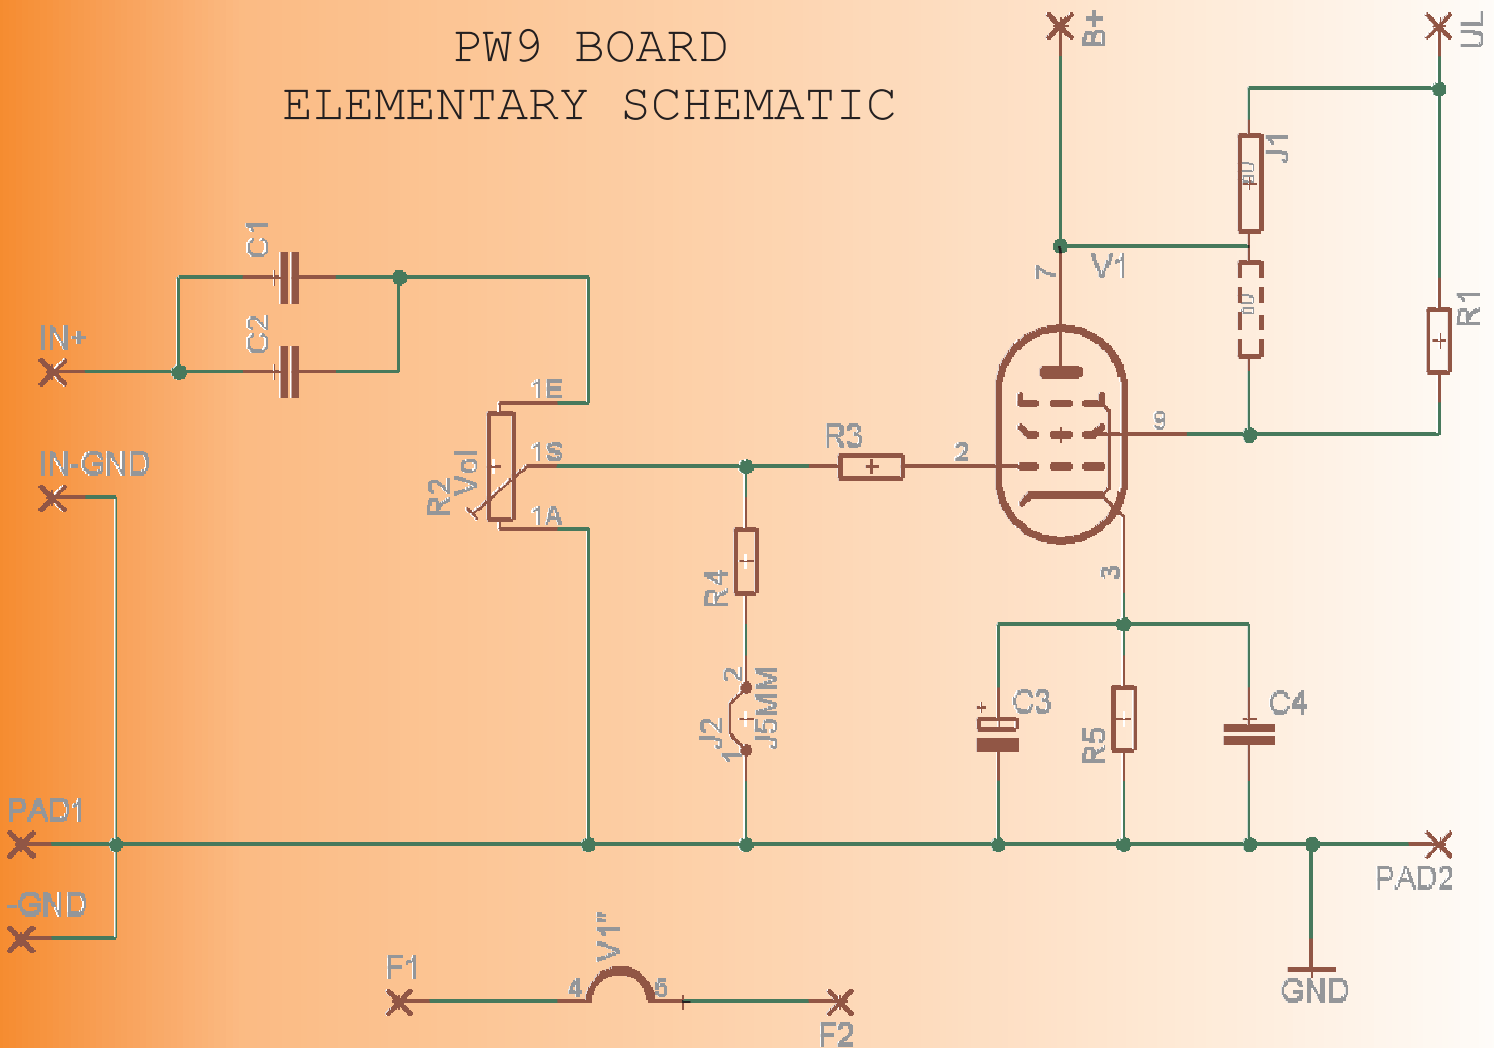 PW9 BOARD
ELEMENTARY SCHEMATIC
B+
UL
J1
0U
V1
7
0U
R1
C1
C2
IN+
1E
1S
1A
IN-GND
R2
Vol
R3
2
9
R4
3
2
J2
J5MM
1
+
C3
R5
C4
PAD1
-GND
PAD2
GND
F1
V1"
4
5
F2